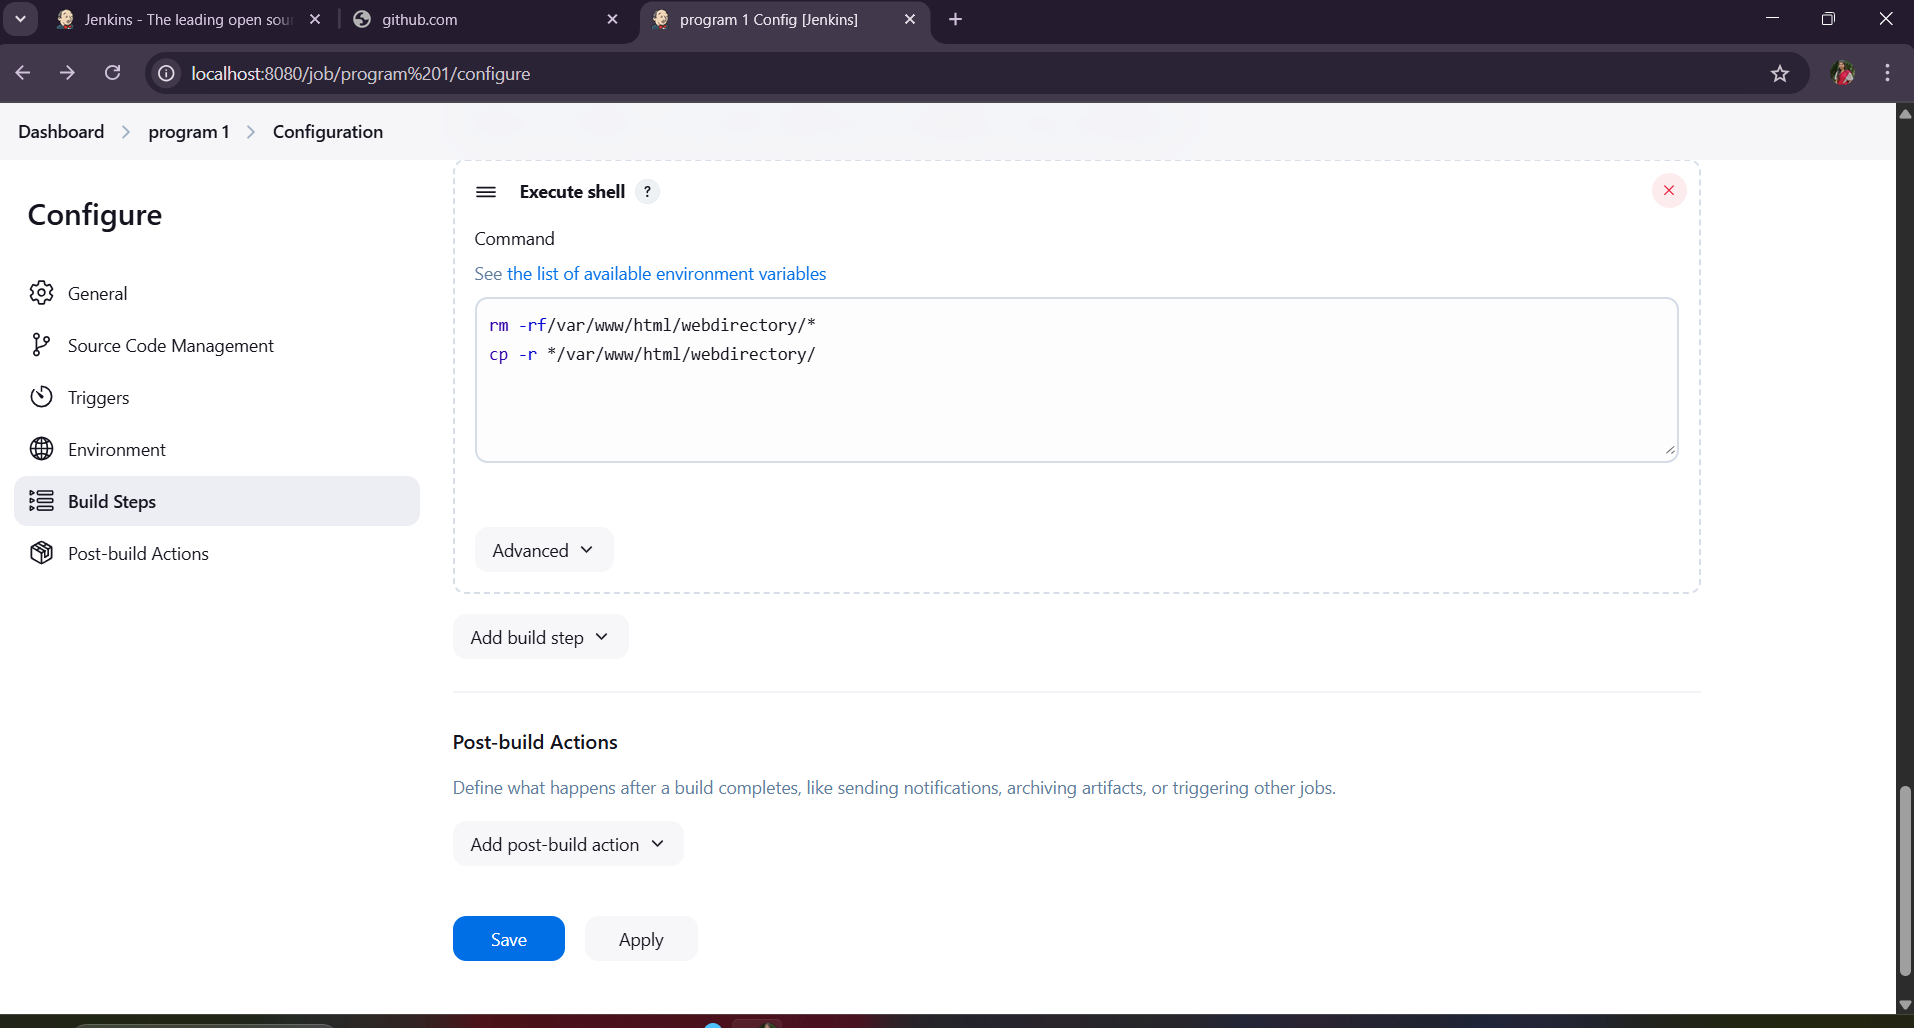 Jenkins - The leading open sou
github.com
program 1 Config [Jenkins]
localhost:8080/job/program%201/configure
Dashboard
program 1
Configuration
Configure
General
Source Code Management
Triggers
Environment
Build Steps
Post-build Actions
Execute shell ?
Command
See the list of available environment variables
rm -rf/var/www/html/webdirectory/*
cp -r */var/www/html/webdirectory/
Advanced
Add build step
Post-build Actions
Define what happens after a build completes, like sending notifications, archiving artifacts, or triggering other jobs.
Add post-build action
Save
Apply